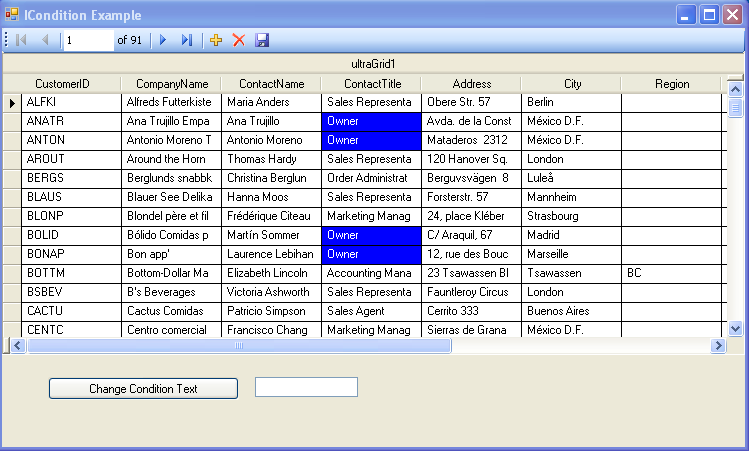 ICondition Example
1 of 91
ultraGrid1
CustomerID CompanyName ContactName ContactTitle Address City Region
ALFKI Alfreds Futterkiste Maria Anders Sales Representa Obere Str. 57 Berlin
ANATR Ana Trujillo Empa Ana Trujillo Owner Avda. de la Const México D.F.
ANTON Antonio Moreno T Antonio Moreno Owner Mataderos 2312 México D.F.
AROUT Around the Horn Thomas Hardy Sales Representa 120 Hanover Sq. London
BERGS Berglunds snabbk Christina Berglun Order Administrat Berguvsvägen 8 Luleå
BLAUS Blauer See Delika Hanna Moos Sales Representa Forsterstr. 57 Mannheim
BLONP Blondel père et fil Frédérique Citeau Marketing Manag 24, place Kléber Strasbourg
BOLID Bólido Comidas p Martín Sommer Owner C/ Araquil, 67 Madrid
BONAP Bon app' Laurence Lebihan Owner 12, rue des Bouc Marseille
BOTTM Bottom-Dollar Ma Elizabeth Lincoln Accounting Mana 23 Tsawassen Bl Tsawassen BC
BSBEV B's Beverages Victoria Ashworth Sales Representa Fauntleroy Circus London
CACTU Cactus Comidas Patricio Simpson Sales Agent Cerrito 333 Buenos Aires
CENTC Centro comercial Francisco Chang Marketing Manag Sierras de Grana México D.F.
Change Condition Text